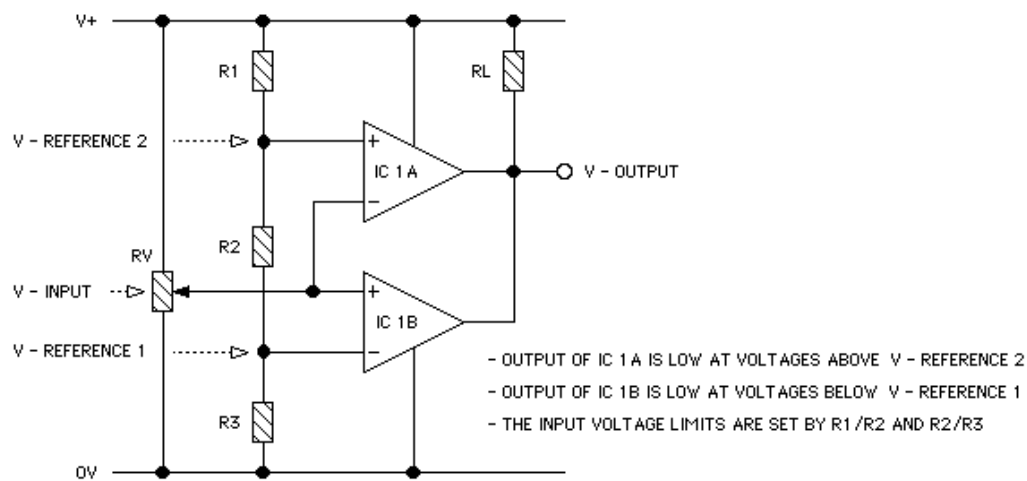 V+
R1
RL
V - REFERENCE 2
+
IC 1A
V - OUTPUT
-
R2
RV
V - INPUT
+
IC 1B
V - REFERENCE 1
-
- OUTPUT OF IC 1A IS LOW AT VOLTAGES ABOVE V - REFERENCE 2
- OUTPUT OF IC 1B IS LOW AT VOLTAGES BELOW V - REFERENCE 1
- THE INPUT VOLTAGE LIMITS ARE SET BY R1/R2 AND R2/R3
R3
0V